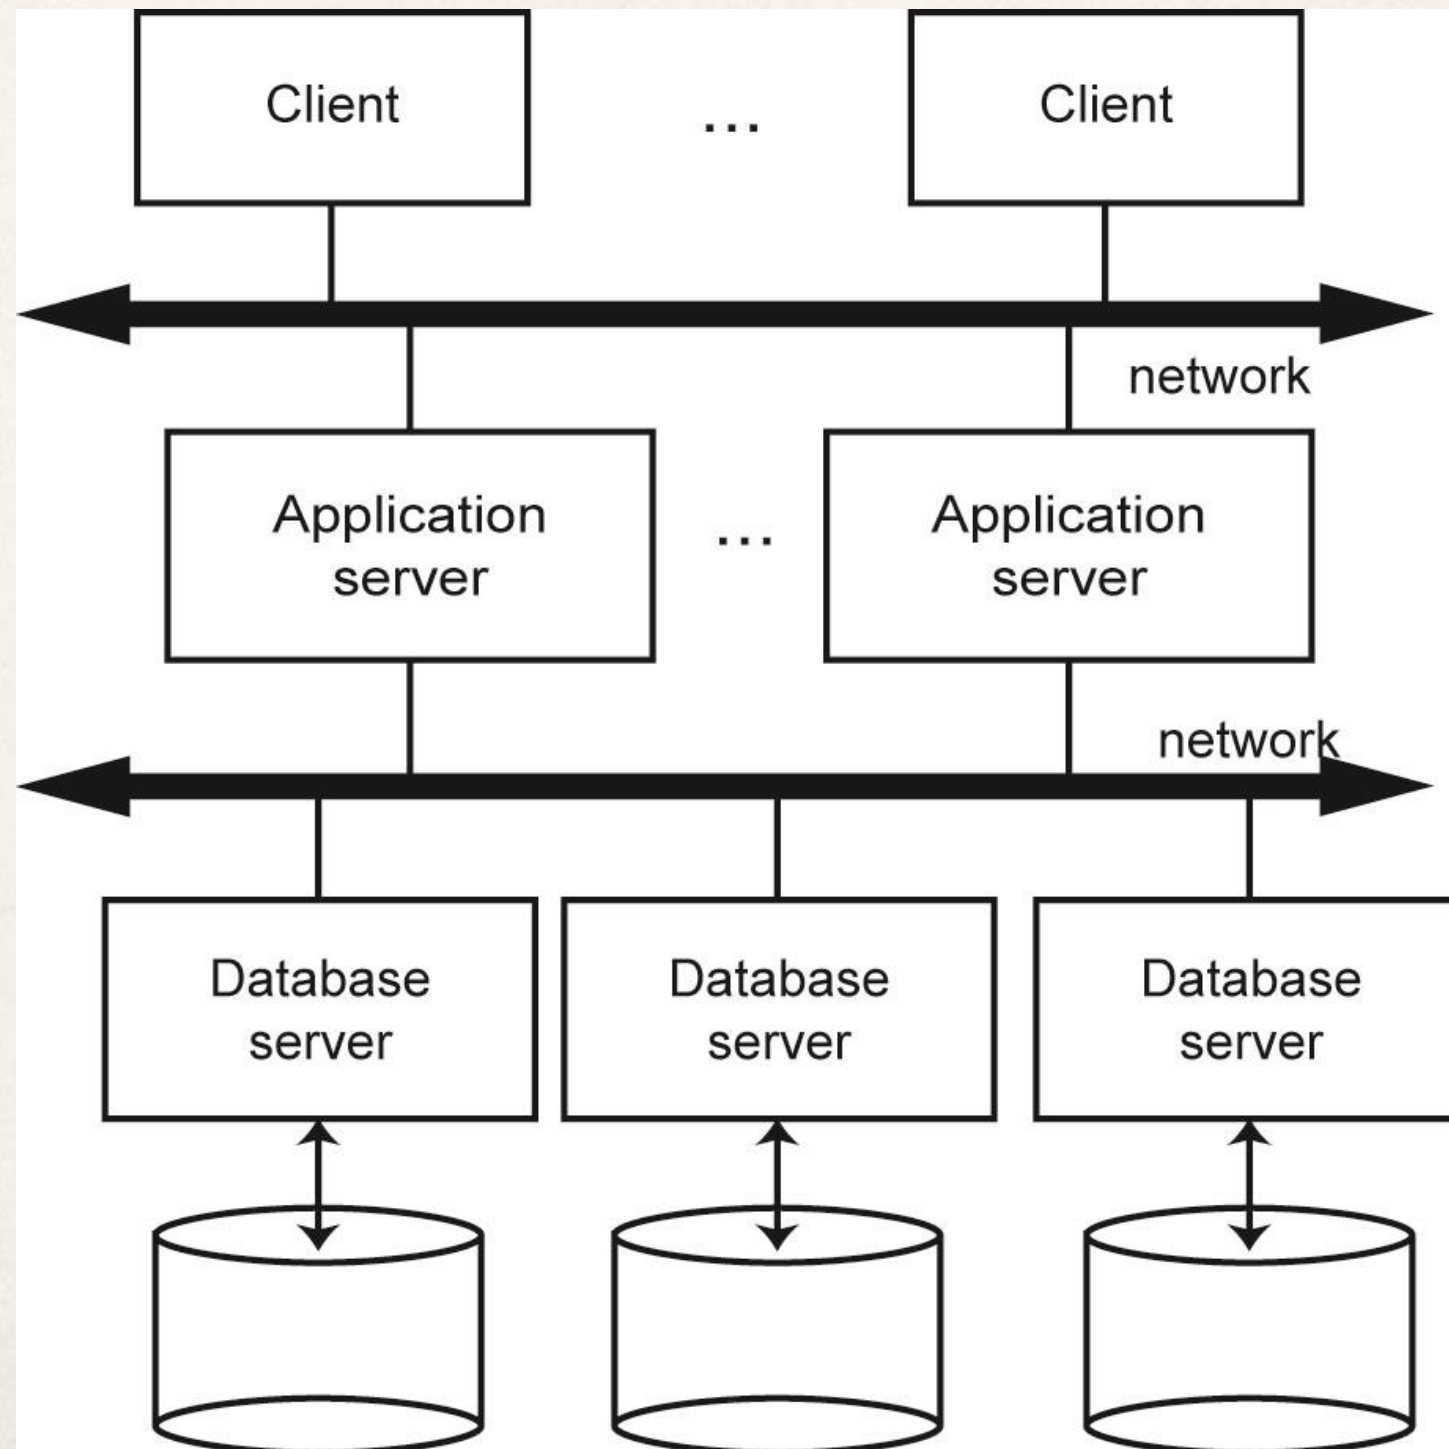 Client
...
Client
network
Application
server
...
Application
server
network
Database
server
Database
server
Database
server